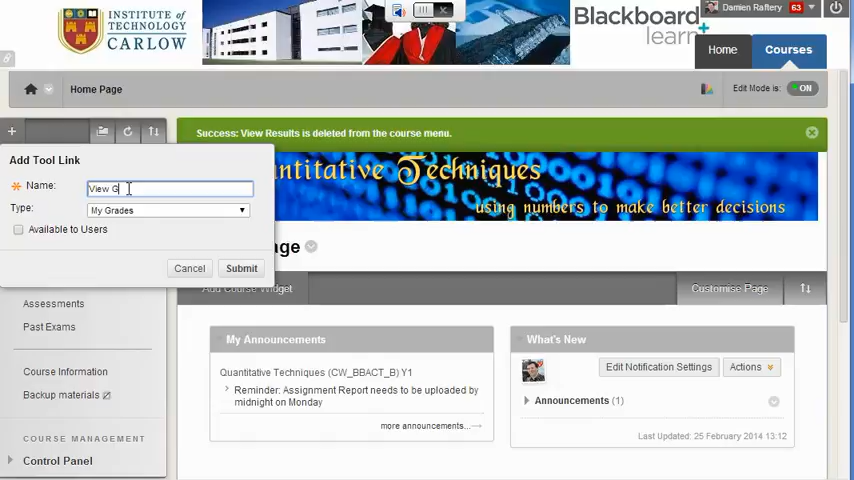 INSTITUTE of
TECHNOLOGY
CARLOW
Blackboard
learn+
Damien Raftery 63
Home
Courses
Home Page
Edit Mode is: ON
Success: View Results is deleted from the course menu.
Add Tool Link
Name: View G
Type: My Grades
Available to Users
Cancel Submit
ntitative Techniques
using numbers to make better decisions
age
Add Course Widget
Customise Page
Assessments
Past Exams
Course Information
Backup materials
COURSE MANAGEMENT
Control Panel
My Announcements
Quantitative Techniques (CW_BBACT_B) Y1
Reminder: Assignment Report needs to be uploaded by
midnight on Monday
more announcements...
What's New
Edit Notification Settings
Actions
Announcements (1)
Last Updated: 25 February 2014 13:12